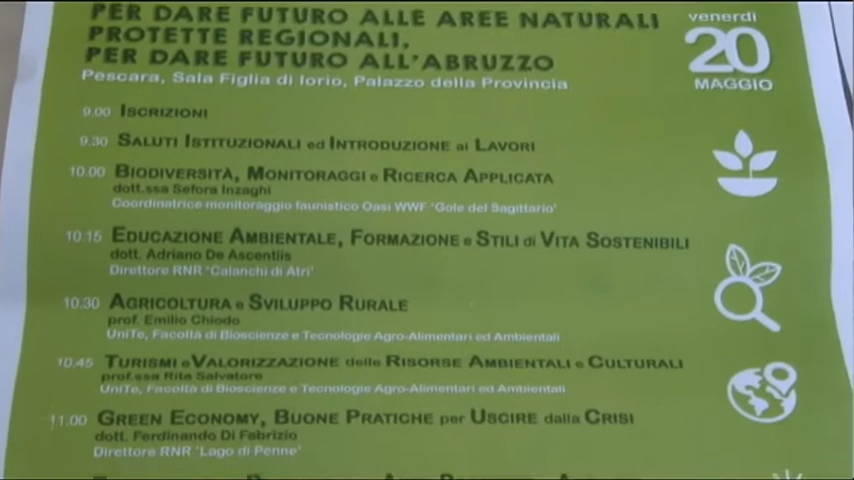 PER DARE FUTURO ALLE AREE NATURALI
PROTETTE REGIONALI,
PER DARE FUTURO ALL'ABRUZZO
Pescara, Sala Figlia di Iorio, Palazzo della Provincia
venerdì
20
MAGGIO
9.00 ISCRIZIONI
9.30 SALUTI ISTITUZIONALI ed INTRODUZIONE ai LAVORI
10.00 BIODIVERSITÀ, MONITORAGGI e RICERCA APPLICATA
dott.ssa Sefora Inzaghi
Coordinatrice monitoraggio faunistico Oasi WWF 'Gole del Sagittario'
10.15 EDUCAZIONE AMBIENTALE, FORMAZIONE e STILI di VITA SOSTENIBILI
dott. Adriano De Ascentiis
Direttore RNR 'Calanchi di Atri'
10.30 AGRICOLTURA e SVILUPPO RURALE
prof. Emilio Chiodo
UniTe, Facoltà di Bioscienze e Tecnologie Agro-Alimentari ed Ambientali
10.45 TURISMI e VALORIZZAZIONE delle RISORSE AMBIENTALI e CULTURALI
prof.ssa Rita Salvatore
UniTe, Facoltà di Bioscienze e Tecnologie Agro-Alimentari ed Ambientali
11.00 GREEN ECONOMY, BUONE PRATICHE per USCIRE dalla CRISI
dott. Ferdinando Di Fabrizio
Direttore RNR 'Lago di Penne'